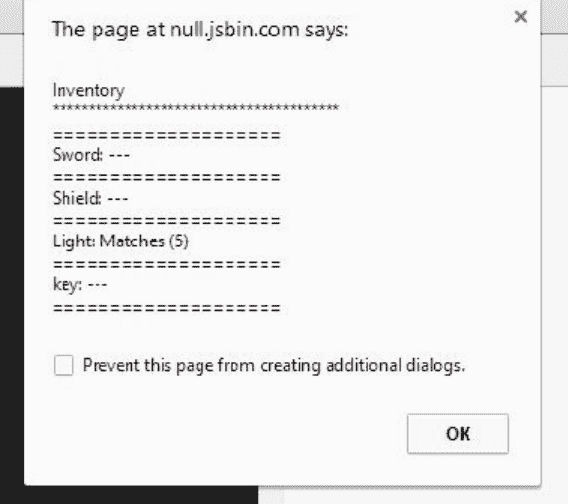 The page at null.jsbin.com says:
Inventory
****************************************
====================
Sword: ---
====================
Shield: ---
====================
Light: Matches (5)
====================
key: ---
====================
Prevent this page from creating additional dialogs.
OK